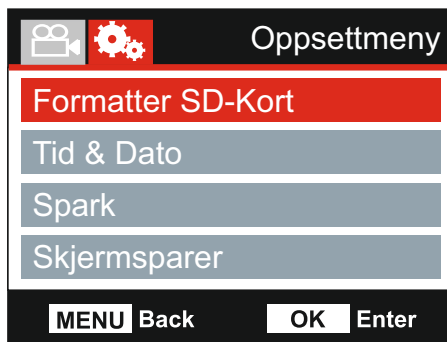 Oppsettmeny
Formatter SD-Kort
Tid & Dato
Spark
Skjermsparer
MENU Back OK Enter